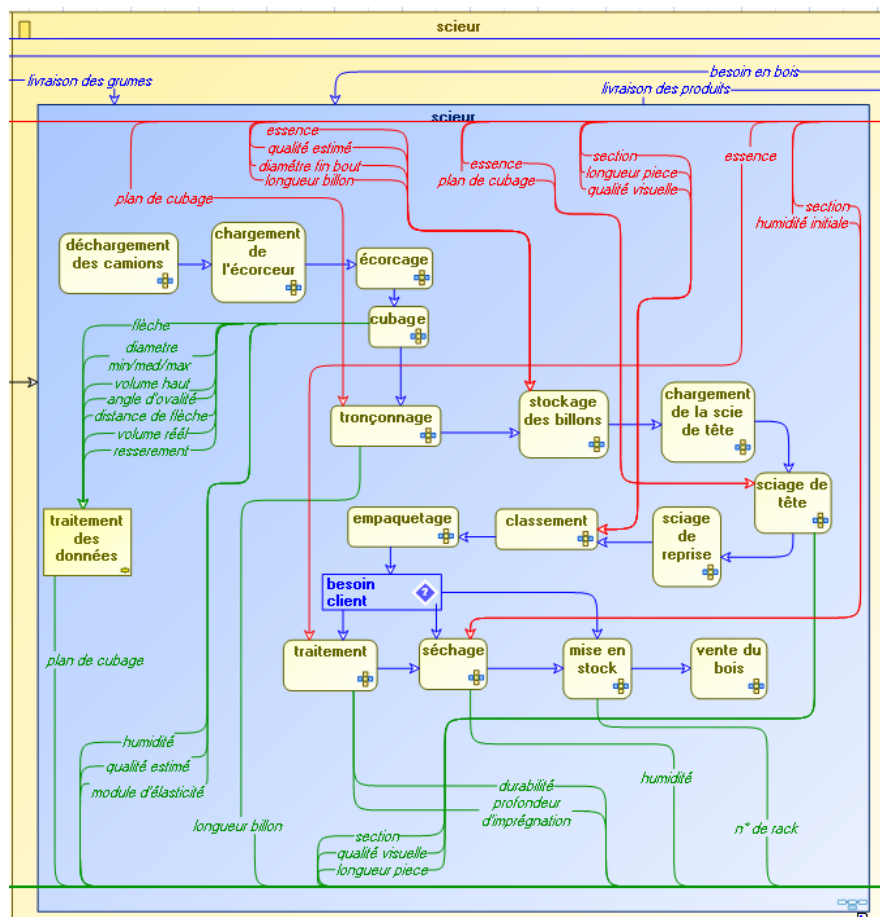 scieur
livraison des grumes
besoin en bois
livraison des produits
scieur
essence
qualité estimé
diamétre fin bout
longueur billon
plan de cubage
essence
plan de cubage
section
longueur piece
qualité visuelle
essence
section
humidité initiale
déchargement
des camions
chargement
de
l'écorceur
écorcage
cubage
flèche
diametre
min/med/max
volume haut
angle d'ovalité
distance de flèche
volume réél
resserement
tronçonnage
stockage
des billons
chargement
de la scie
de tête
sciage de
tête
traitement
des
données
empaquetage
classement
sciage
de
reprise
besoin
client
?
traitement
séchage
mise en
stock
vente du
bois
plan de cubage
humidité
qualité estimé
module d'élasticité
longueur billon
durabilité
profondeur
d'imprégnation
section
qualité visuelle
longueur piece
humidité
n° de rack